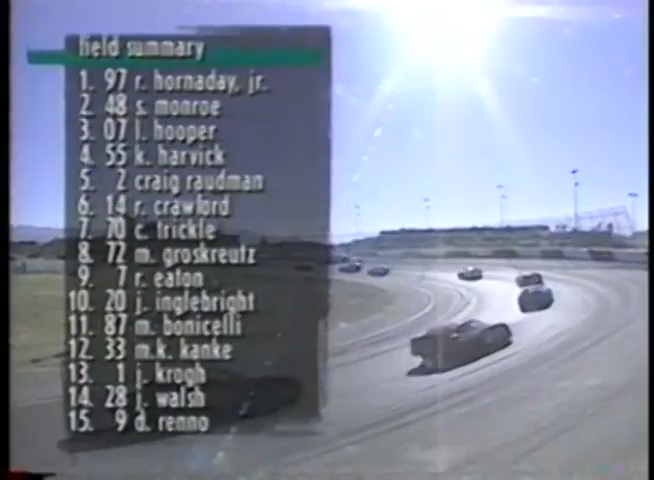 field summary
1. 97 r. hornaday, jr.
2. 48 s. monroe
3. 07 l. hooper
4. 55 k. harvick
5. 2 craig raudman
6. 14 r. crawford
7. 70 c. trickle
8. 72 m. groskreutz
9. 7 r. eaton
10. 20 j. inglebright
11. 87 m. bonicelli
12. 33 m.k. kanke
13. 1 j. krogh
14. 28 j. walsh
15. 9 d. renno